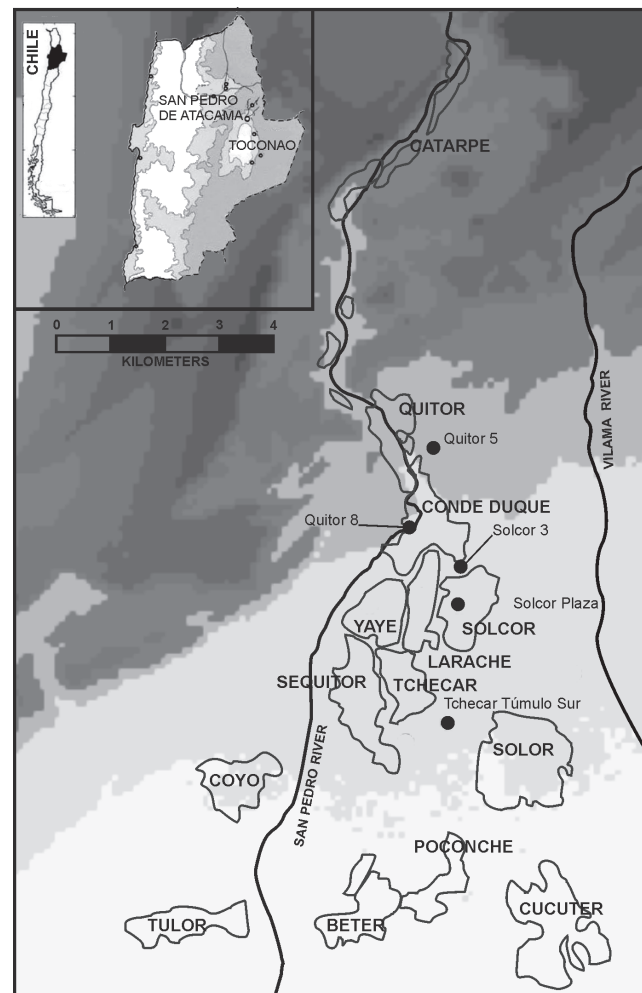 CHILE
SAN PEDRO
DE ATACAMA
TOCONAO
0 1 2 3 4
KILOMETERS
CATARPE
VILAMA RIVER
QUITOR
Quitor 5
CONDE DUQUE
Quitor 8
Solcor 3
Solcor Plaza
YAYE
SOLCOR
LARACHE
SEQUITOR
TCHECAR
Tchecar Túmulo Sur
SOLOR
COYO
SAN PEDRO RIVER
POCONCHE
CUCUTER
TULOR
BETER